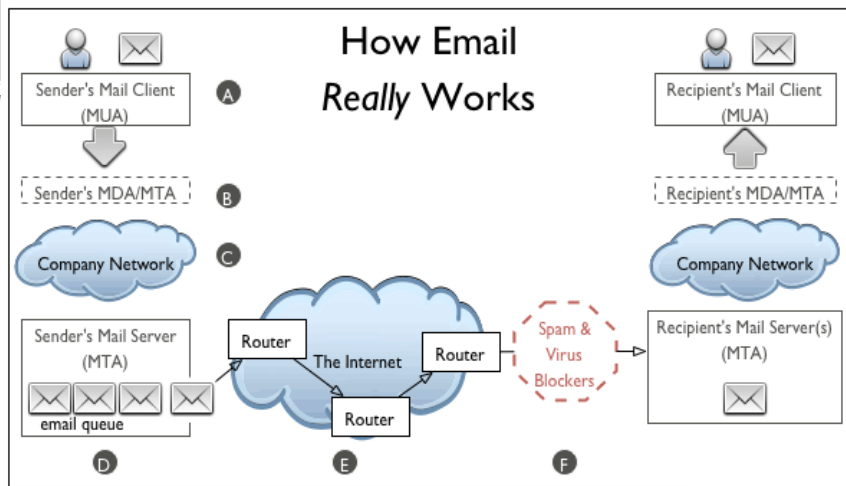 How Email
Really Works
Sender's Mail Client
(MUA)
A
Recipient's Mail Client
(MUA)
Sender's MDA/MTA
B
Recipient's MDA/MTA
Company Network
C
Company Network
Sender's Mail Server
(MTA)
email queue
Router
The Internet
Router
Router
Spam &
Virus
Blockers
Recipient's Mail Server(s)
(MTA)
D
E
F